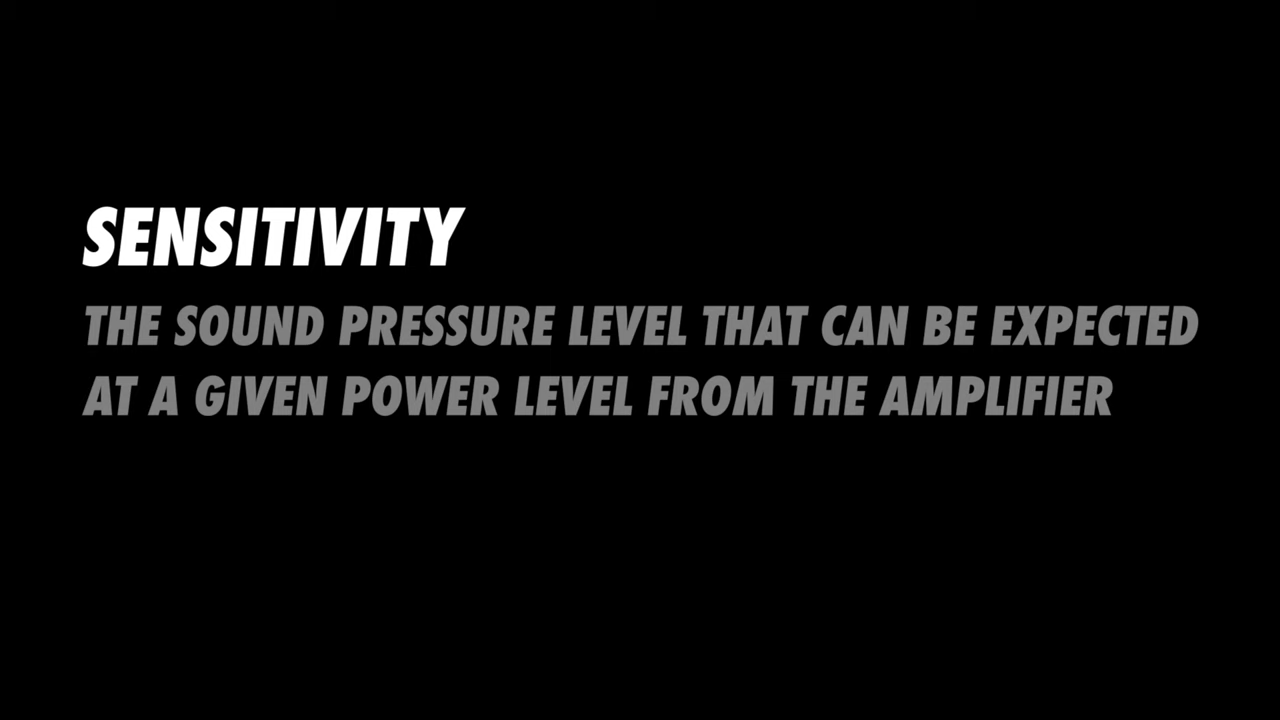 SENSITIVITY
THE SOUND PRESSURE LEVEL THAT CAN BE EXPECTED
AT A GIVEN POWER LEVEL FROM THE AMPLIFIER